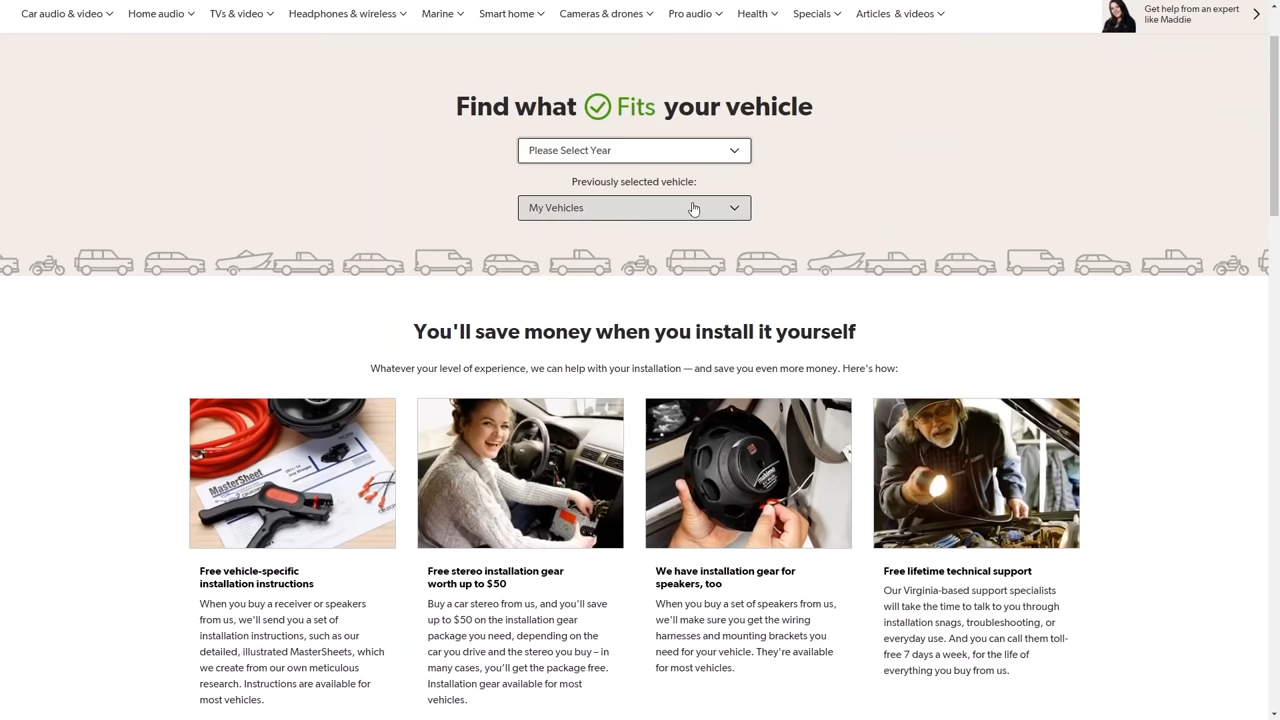 Car audio & video
Home audio
TVs & video
Headphones & wireless
Marine
Smart home
Cameras & drones
Pro audio
Health
Specials
Articles & videos
Get help from an expert
like Maddie
Find what Fits your vehicle
Please Select Year
Previously selected vehicle:
My Vehicles
You'll save money when you install it yourself
Whatever your level of experience, we can help with your installation — and save you even more money. Here's how:
MasterSheet
Free vehicle-specific
installation instructions
When you buy a receiver or speakers
from us, we'll send you a set of
installation instructions, such as our
detailed, illustrated MasterSheets, which
we create from our own meticulous
research. Instructions are available for
most vehicles.
Free stereo installation gear
worth up to $50
Buy a car stereo from us, and you'll save
up to $50 on the installation gear
package you need, depending on the
car you drive and the stereo you buy – in
many cases, you'll get the package free.
Installation gear available for most
vehicles.
We have installation gear for
speakers, too
When you buy a set of speakers from us,
we'll make sure you get the wiring
harnesses and mounting brackets you
need for your vehicle. They're available
for most vehicles.
Free lifetime technical support
Our Virginia-based support specialists
will take the time to talk to you through
installation snags, troubleshooting, or
everyday use. And you can call them toll-
free 7 days a week, for the life of
everything you buy from us.